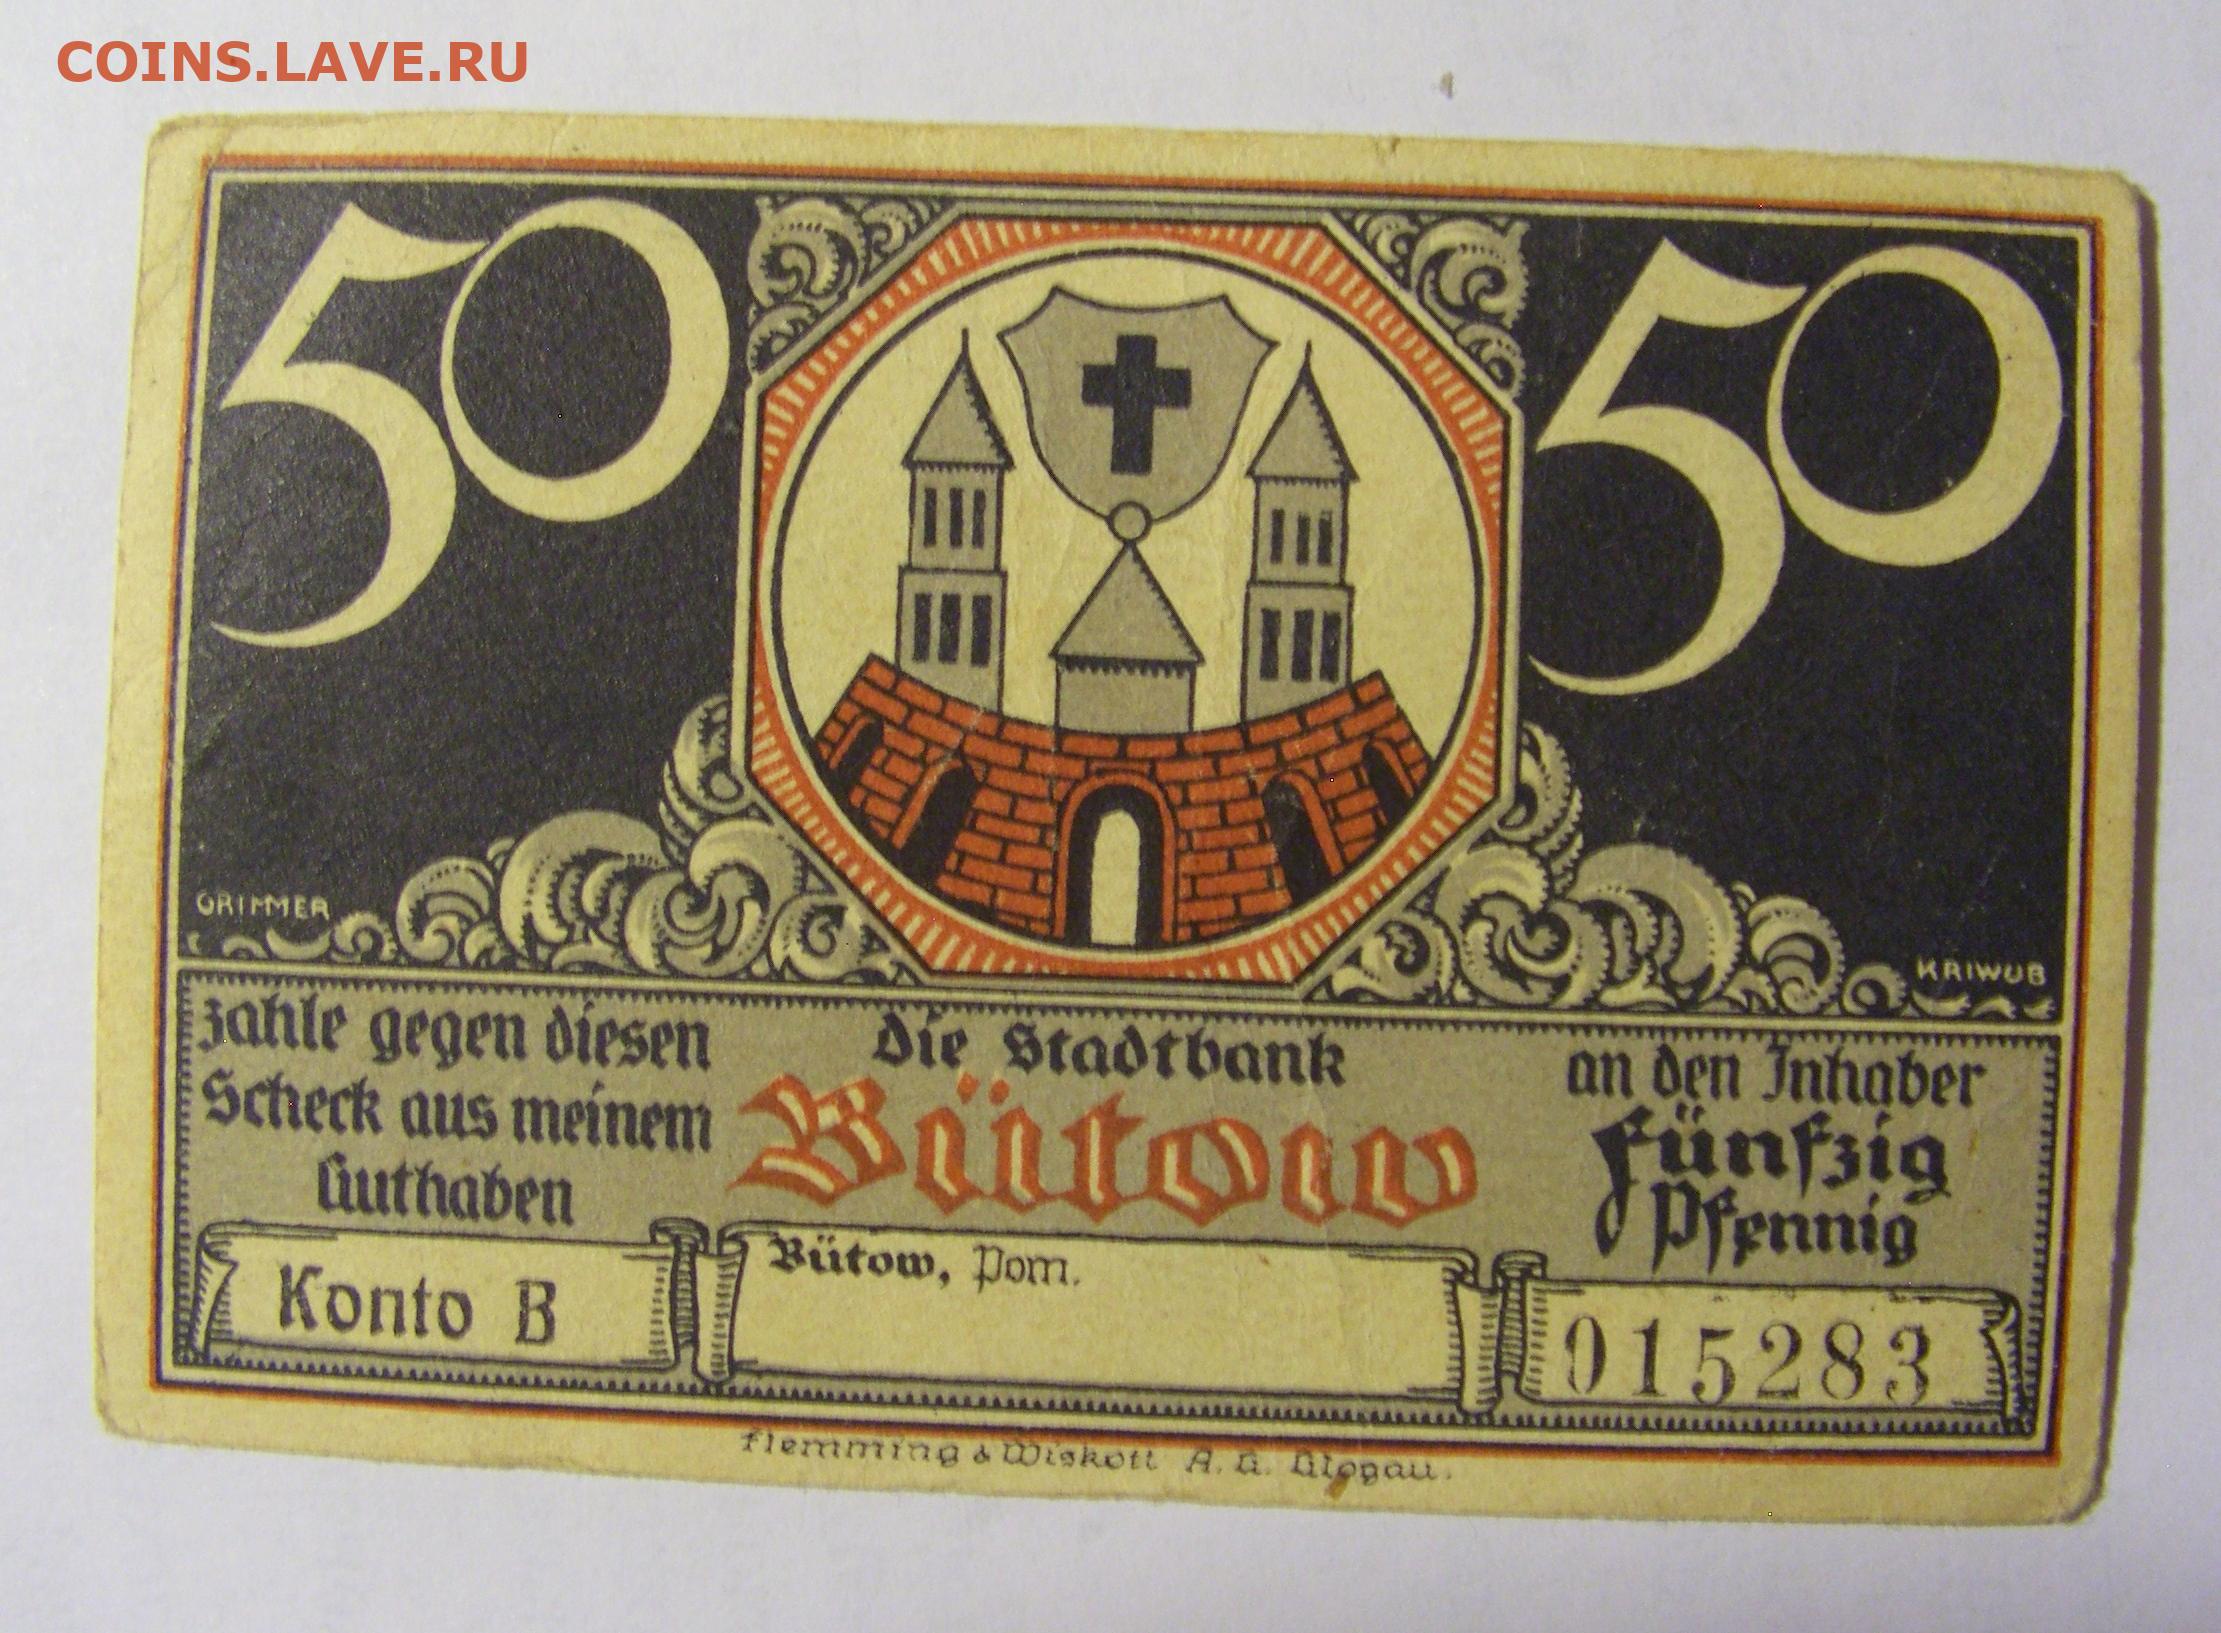 COINS.LAVE.RU
50
50
GRIMMER
KRIWUB
zahle gegen diesen
Scheck aus meinem
Guthaben
die Stadtbank
Bütow
an den Inhaber
Fünfzig
Pfennig
Konto B
Bütow, Pom.
015283
Flemming & Wiskott A. G. Glogau.